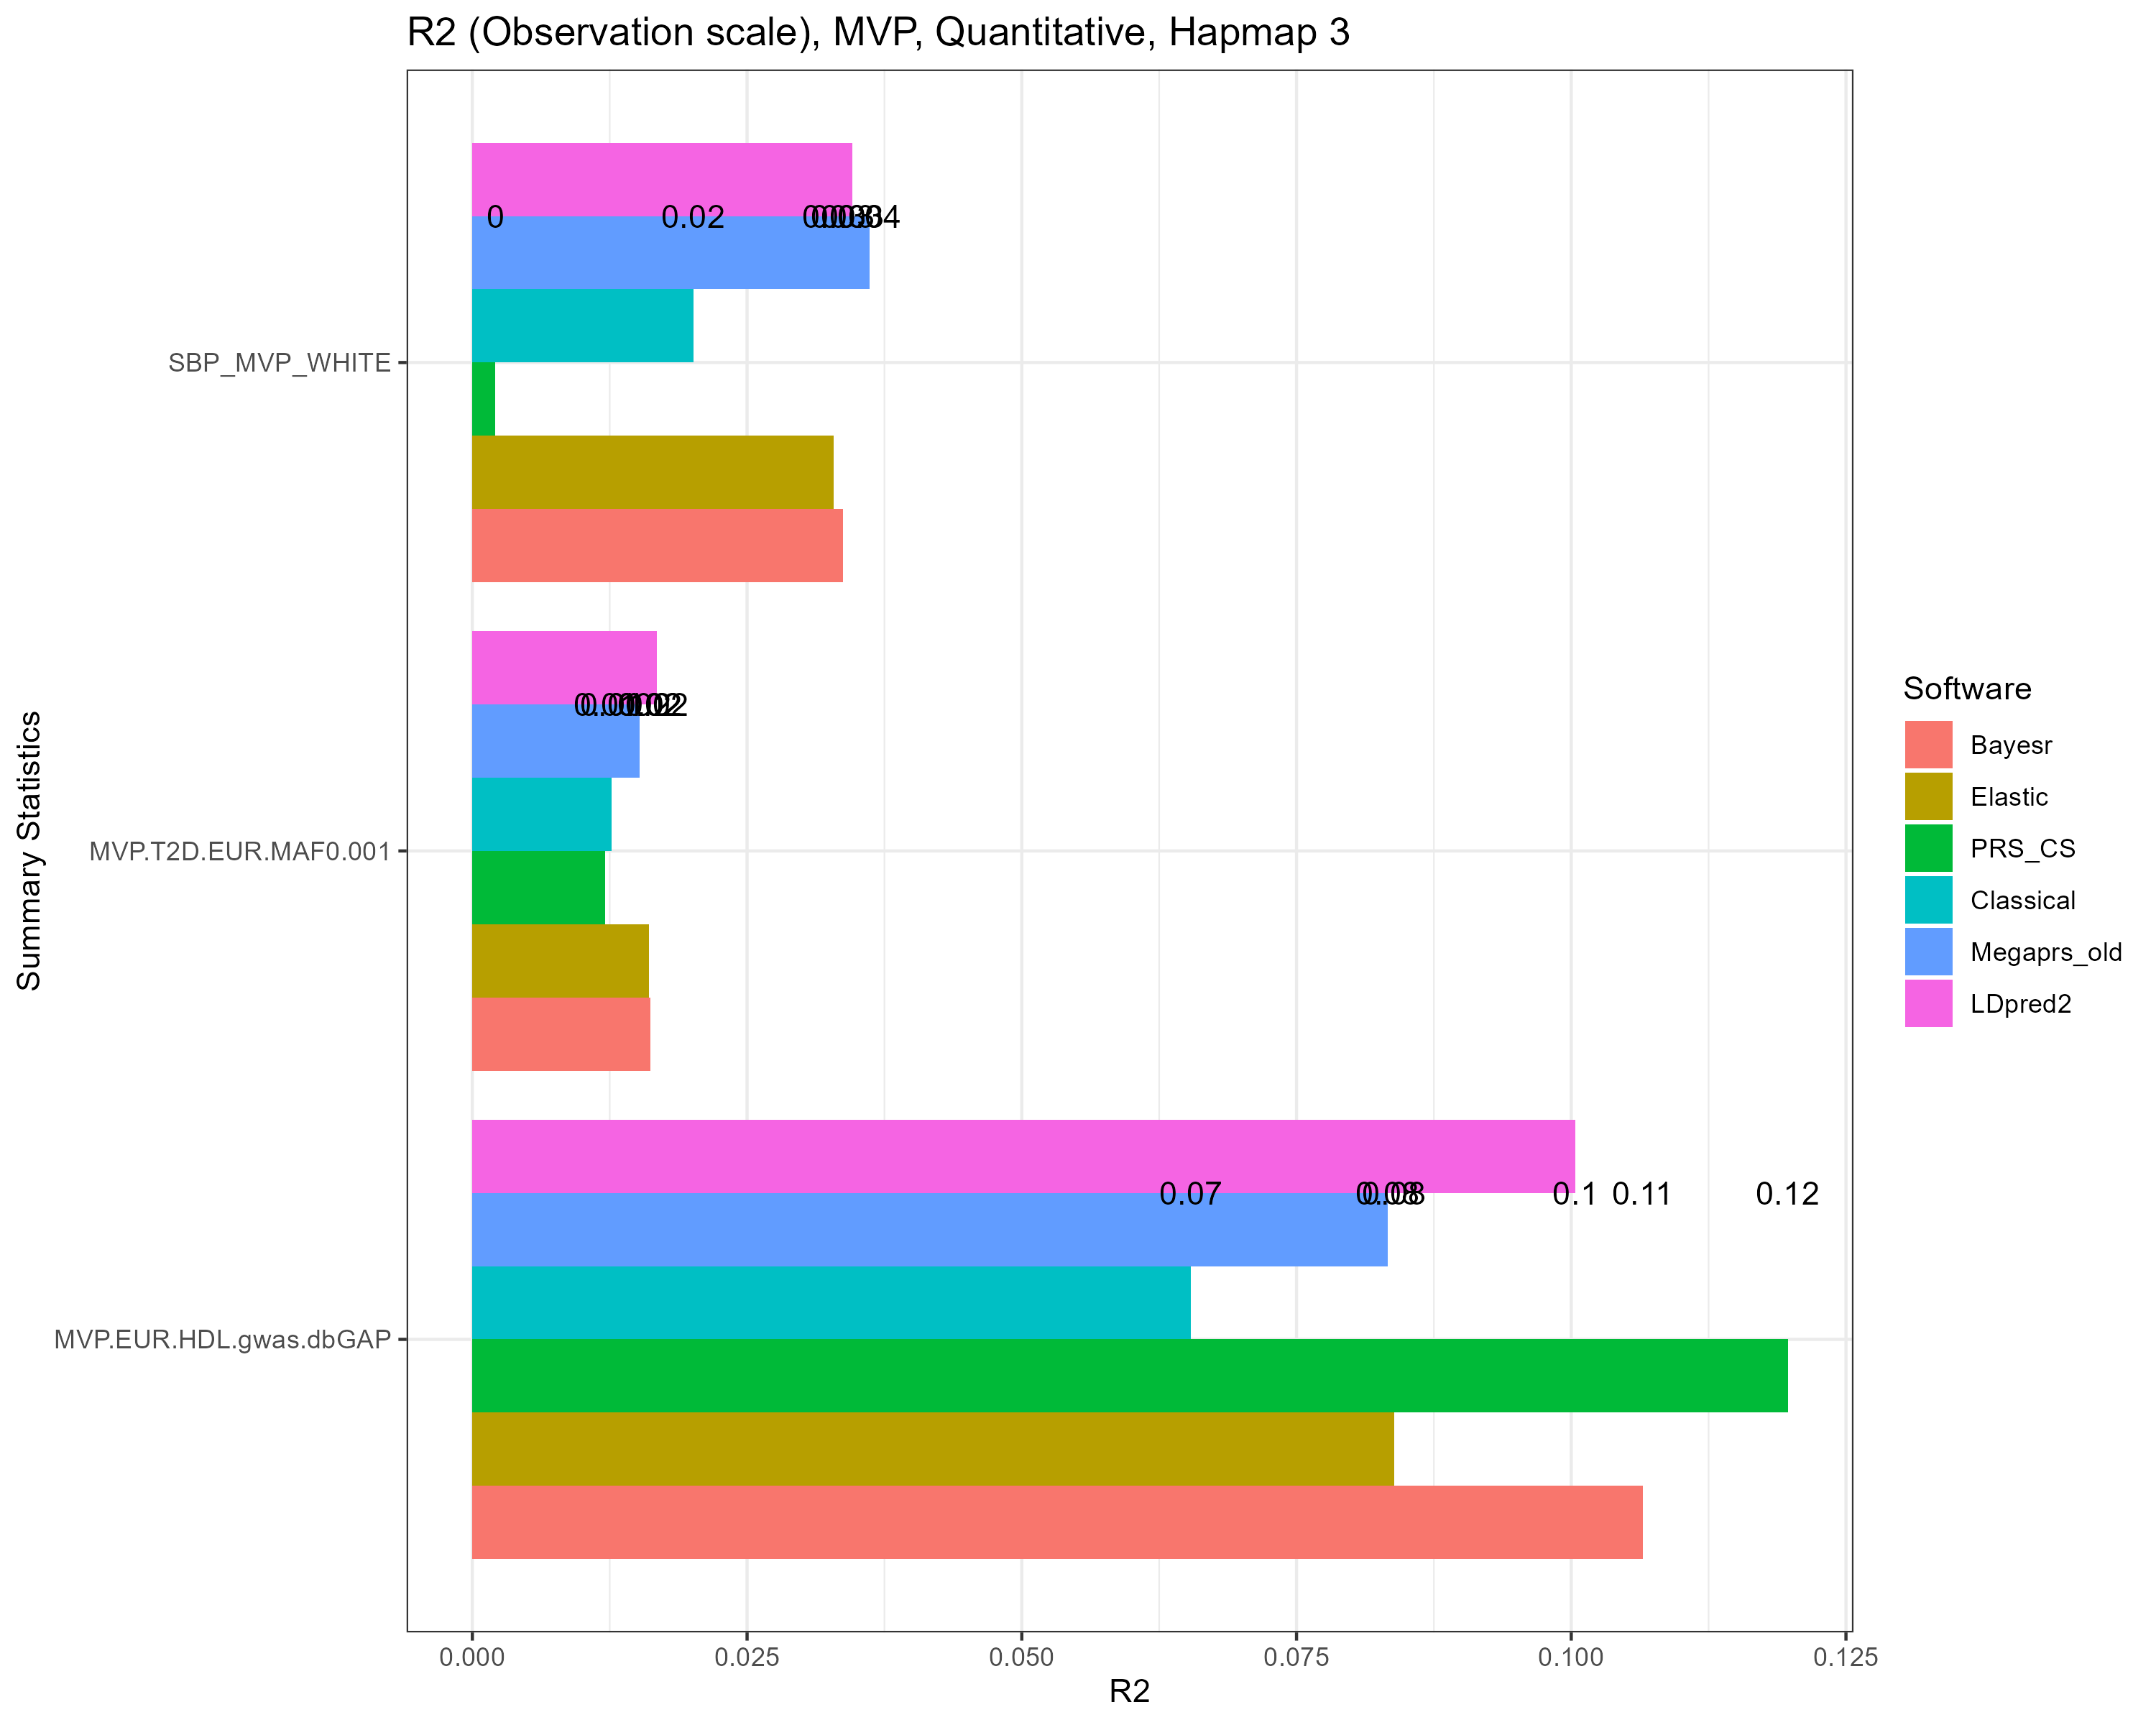 R2 (Observation scale), MVP, Quantitative, Hapmap 3
Summary Statistics
SBP_MVP_WHITE
MVP.T2D.EUR.MAF0.001
MVP.EUR.HDL.gwas.dbGAP
0 0.02
0.07 0.1 0.11 0.12
0.000 0.025 0.050 0.075 0.100 0.125
R2
Software
Bayesr
Elastic
PRS_CS
Classical
Megaprs_old
LDpred2